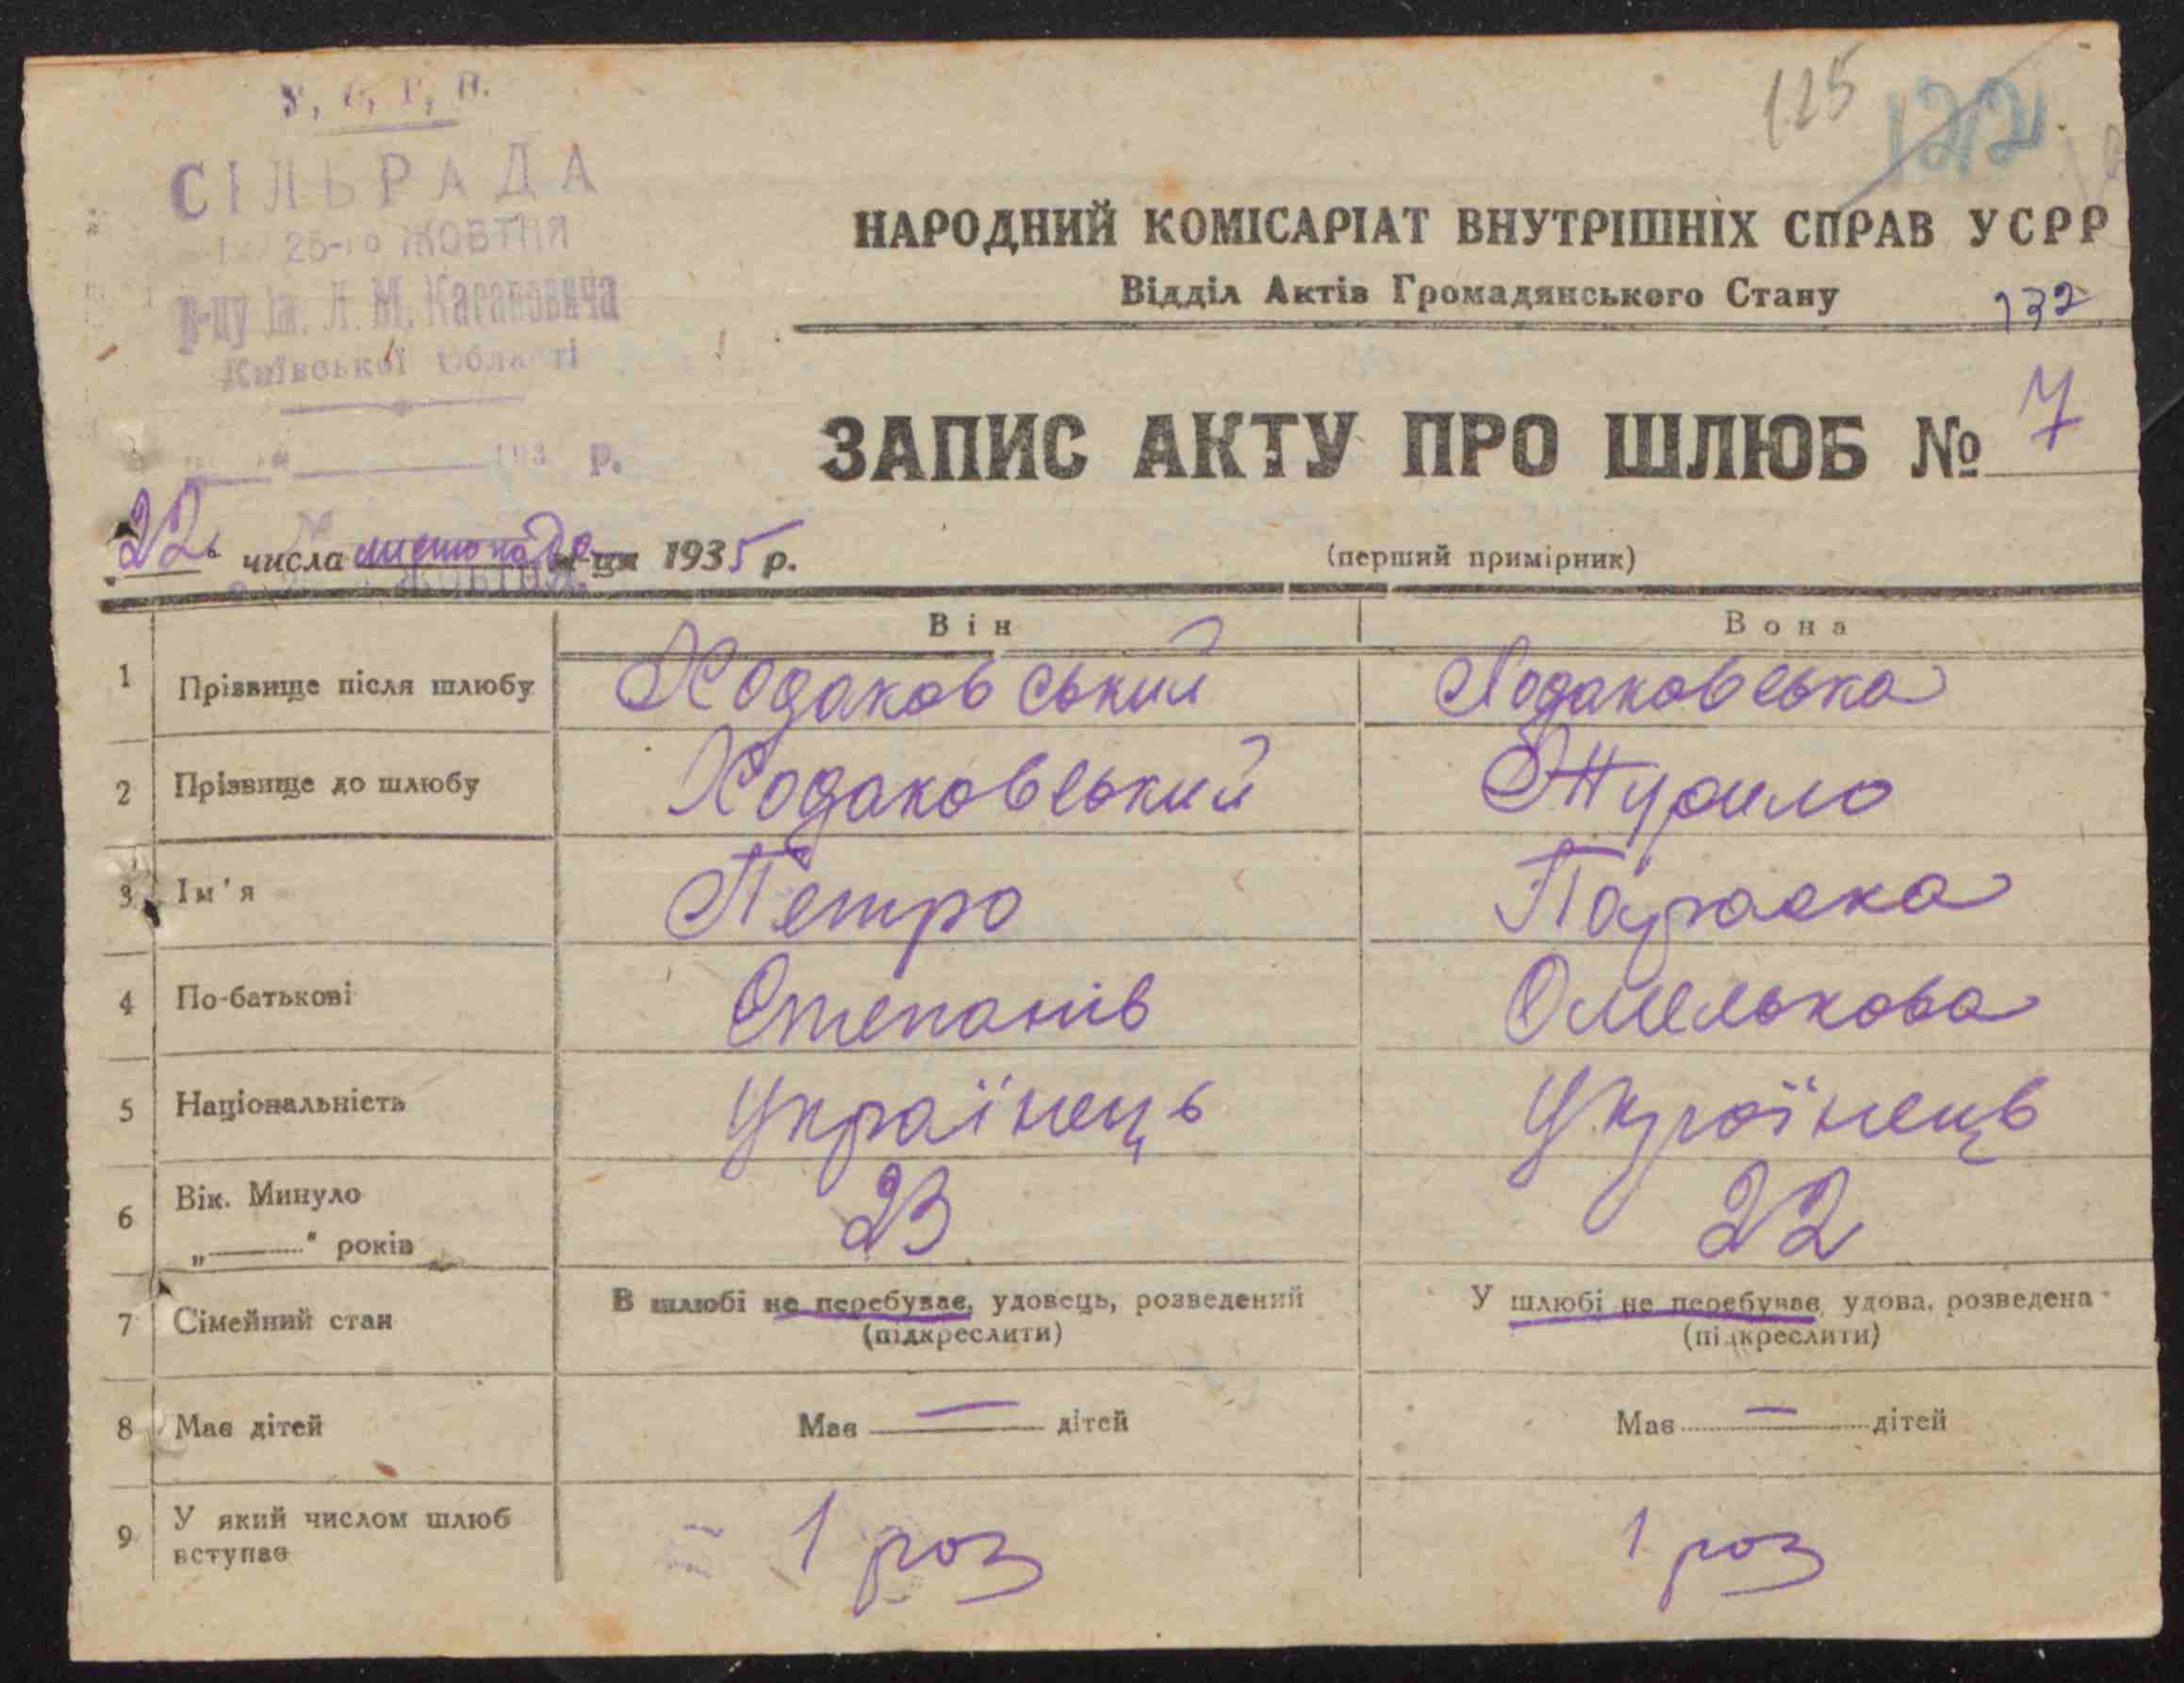 У, С, Р, Р.
СІЛЬРАДА
25-го ЖОВТНЯ
р-ну ім. Л. М. Кагановича
Київської Області
193 р.
125 122
НАРОДНИЙ КОМІСАРІАТ ВНУТРІШНІХ СПРАВ УСРР
Відділ Актів Громадянського Стану 132
ЗАПИС АКТУ ПРО ШЛЮБ № 7
22 числа листопада м-ця 1935 р. (перший примірник)
Він Вона
1 Прізвище після шлюбу Ходаковський Ходаковська
2 Прізвище до шлюбу Ходаковський Журило
3 Ім'я Петро Параска
4 По-батькові Степанів Омелькова
5 Національність Українець Українець
6 Вік. Минуло 23 22
„———“ років
7 Сімейний стан В шлюбі не перебуває, удовець, розведений У шлюбі не перебуває, удова, розведена
(підкреслити) (підкреслити)
8 Має дітей Має — дітей Має — дітей
9 У який числом шлюб вступає 1 раз 1 раз